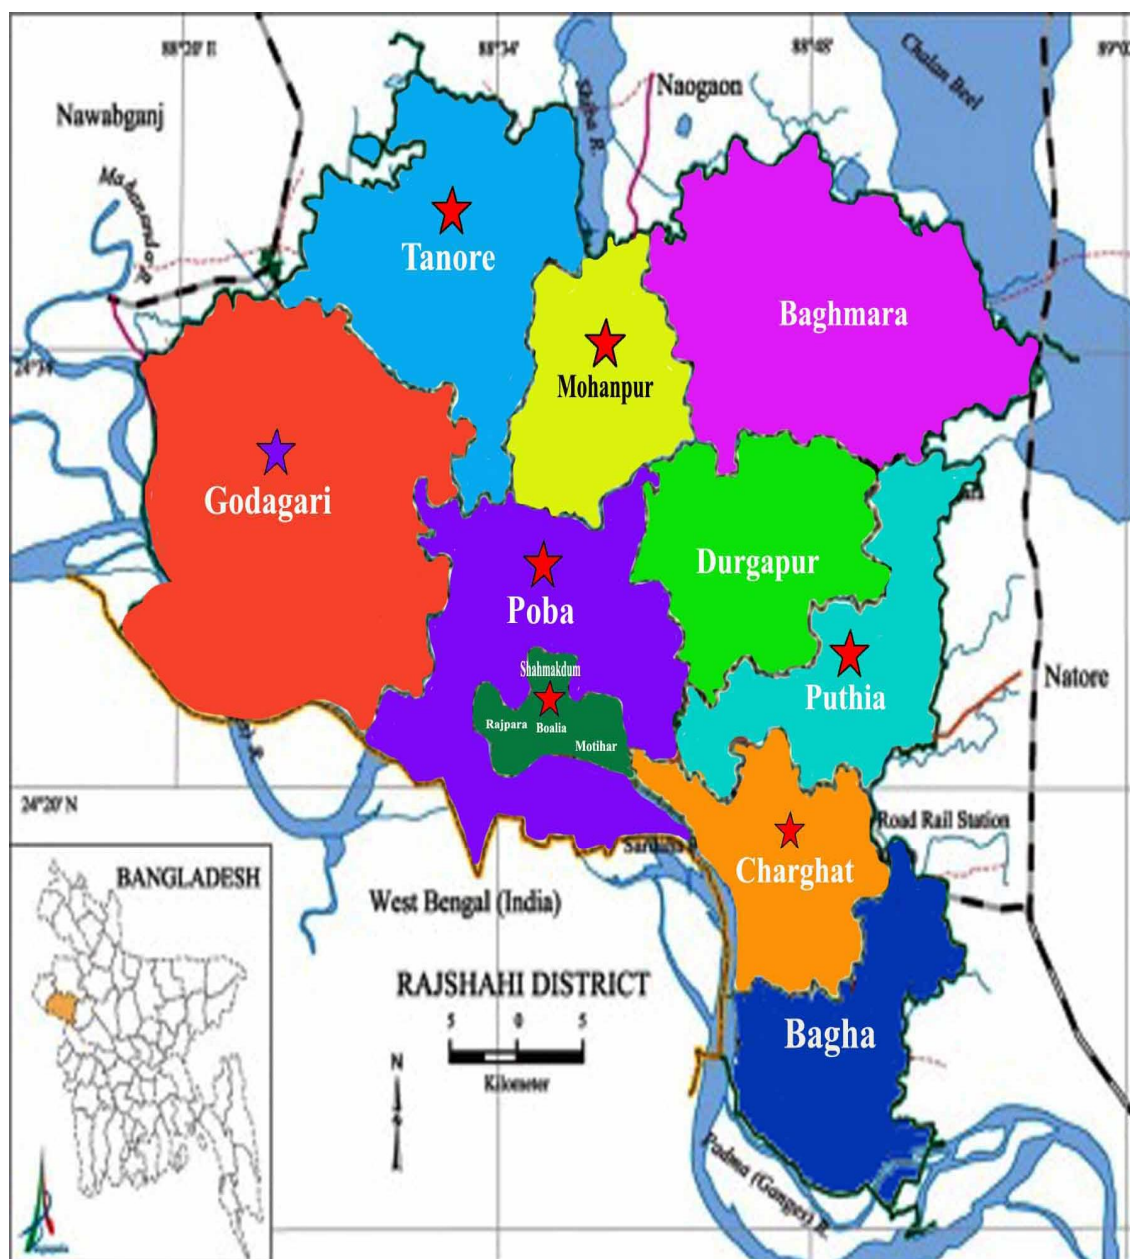 88°20' E
88°34'
88°48'
Chalan Beel
Nawabganj
Naogaon
Shiba R.
Mahananda R.
Tanore
Baghmara
24°34'
Mohanpur
Godagari
Durgapur
Poba
Shahmakdum
Rajpara
Boalia
Motihar
Puthia
Natore
24°20' N
Road Rail Station
Charghat
BANGLADESH
West Bengal (India)
RAJSHAHI DISTRICT
5 0 5
Kilometer
N
Bagha
Padma (Ganges) R.